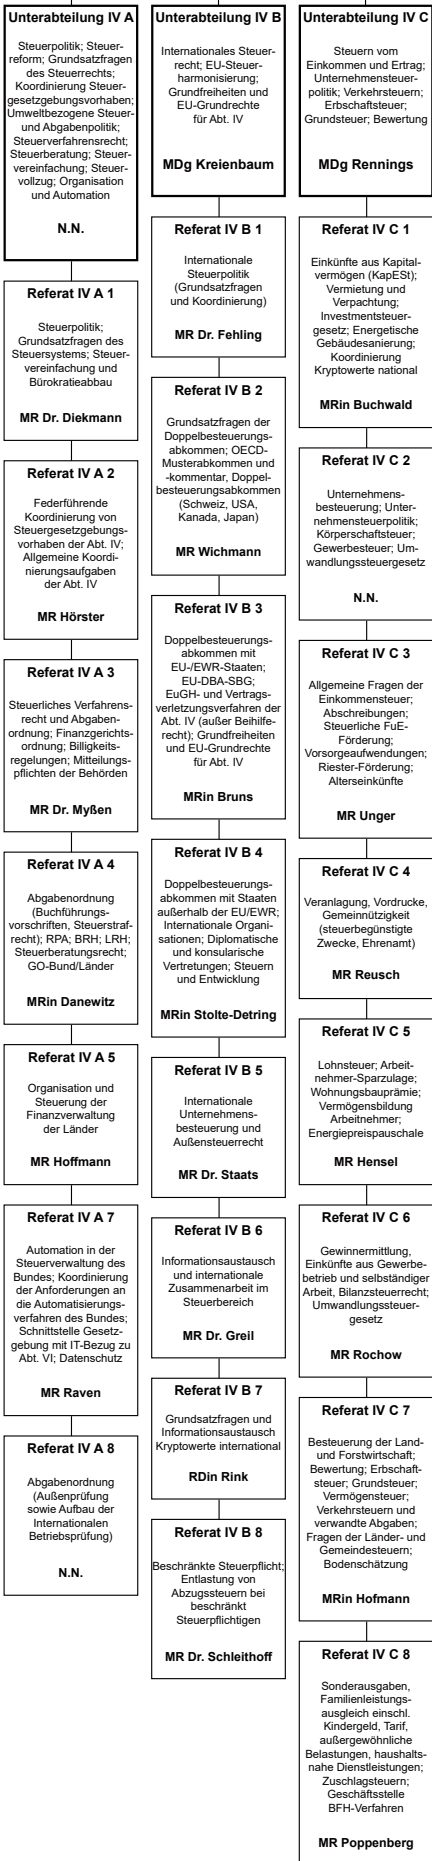 Unterabteilung IV A
Steuerpolitik; Steuer-
reform; Grundsatzfragen
des Steuerrechts;
Koordinierung Steuer-
gesetzgebungsvorhaben;
Umweltbezogene Steuer-
und Abgabenpolitik;
Steuerverfahrensrecht;
Steuerberatung; Steuer-
vereinfachung; Steuer-
vollzug; Organisation
und Automation
N.N.
Referat IV A 1
Steuerpolitik;
Grundsatzfragen des
Steuersystems; Steuer-
vereinfachung und
Bürokratieabbau
MR Dr. Diekmann
Referat IV A 2
Federführende
Koordinierung von
Steuergesetzgebungs-
vorhaben der Abt. IV;
Allgemeine Koordi-
nierungsaufgaben
der Abt. IV
MR Hörster
Referat IV A 3
Steuerliches Verfahrens-
recht und Abgaben-
ordnung; Finanzgerichts-
ordnung; Billigkeits-
regelungen; Mitteilungs-
pflichten der Behörden
MR Dr. Myßen
Referat IV A 4
Abgabenordnung
(Buchführungs-
vorschriften, Steuerstraf-
recht); RPA; BRH; LRH;
Steuerberatungsrecht;
GO-Bund/Länder
MRin Danewitz
Referat IV A 5
Organisation und
Steuerung der
Finanzverwaltung
der Länder
MR Hoffmann
Referat IV A 7
Automation in der
Steuerverwaltung des
Bundes; Koordinierung
der Anforderungen an
die Automatisierungs-
verfahren des Bundes;
Schnittstelle Gesetz-
gebung mit IT-Bezug zu
Abt. VI; Datenschutz
MR Raven
Referat IV A 8
Abgabenordnung
(Außenprüfung
sowie Aufbau der
Internationalen
Betriebsprüfung)
N.N.
Unterabteilung IV B
Internationales Steuer-
recht; EU-Steuer-
harmonisierung;
Grundfreiheiten und
EU-Grundrechte
für Abt. IV
MDg Kreienbaum
Referat IV B 1
Internationale
Steuerpolitik
(Grundsatzfragen
und Koordinierung)
MR Dr. Fehling
Referat IV B 2
Grundsatzfragen der
Doppelbesteuerungs-
abkommen; OECD-
Musterabkommen und
-kommentar, Doppel-
besteuerungsabkommen
(Schweiz, USA,
Kanada, Japan)
MR Wichmann
Referat IV B 3
Doppelbesteuerungs-
abkommen mit
EU-/EWR-Staaten;
EU-DBA-SBG;
EuGH- und Vertrags-
verletzungsverfahren der
Abt. IV (außer Beihilfe-
recht); Grundfreiheiten
und EU-Grundrechte
für Abt. IV
MRin Bruns
Referat IV B 4
Doppelbesteuerungs-
abkommen mit Staaten
außerhalb der EU/EWR;
Internationale Organi-
sationen; Diplomatische
und konsularische
Vertretungen; Steuern
und Entwicklung
MRin Stolte-Detring
Referat IV B 5
Internationale
Unternehmens-
besteuerung und
Außensteuerrecht
MR Dr. Staats
Referat IV B 6
Informationsaustausch
und internationale
Zusammenarbeit im
Steuerbereich
MR Dr. Greil
Referat IV B 7
Grundsatzfragen und
Informationsaustausch
Kryptowerte international
RDin Rink
Referat IV B 8
Beschränkte Steuerpflicht;
Entlastung von
Abzugssteuern bei
beschränkt
Steuerpflichtigen
MR Dr. Schleithoff
Unterabteilung IV C
Steuern vom
Einkommen und Ertrag;
Unternehmensteuer-
politik; Verkehrsteuern;
Erbschaftsteuer;
Grundsteuer; Bewertung
MDg Rennings
Referat IV C 1
Einkünfte aus Kapital-
vermögen (KapESt);
Vermietung und
Verpachtung;
Investmentsteuer-
gesetz; Energetische
Gebäudesanierung;
Koordinierung
Kryptowerte national
MRin Buchwald
Referat IV C 2
Unternehmens-
besteuerung; Unter-
nehmensteuerpolitik;
Körperschaftsteuer;
Gewerbesteuer; Um-
wandlungssteuergesetz
N.N.
Referat IV C 3
Allgemeine Fragen der
Einkommensteuer;
Abschreibungen;
Steuerliche FuE-
Förderung;
Vorsorgeaufwendungen;
Riester-Förderung;
Alterseinkünfte
MR Unger
Referat IV C 4
Veranlagung, Vordrucke,
Gemeinnützigkeit
(steuerbegünstigte
Zwecke, Ehrenamt)
MR Reusch
Referat IV C 5
Lohnsteuer; Arbeit-
nehmer-Sparzulage;
Wohnungsbauprämie;
Vermögensbildung
Arbeitnehmer;
Energiepreispauschale
MR Hensel
Referat IV C 6
Gewinnermittlung,
Einkünfte aus Gewerbe-
betrieb und selbständiger
Arbeit, Bilanzsteuerrecht;
Umwandlungssteuer-
gesetz
MR Rochow
Referat IV C 7
Besteuerung der Land-
und Forstwirtschaft;
Bewertung; Erbschaft-
steuer; Grundsteuer;
Vermögensteuer;
Verkehrsteuern und
verwandte Abgaben;
Fragen der Länder- und
Gemeindesteuern;
Bodenschätzung
MRin Hofmann
Referat IV C 8
Sonderausgaben,
Familienleistungs-
ausgleich einschl.
Kindergeld, Tarif,
außergewöhnliche
Belastungen, haushalts-
nahe Dienstleistungen;
Zuschlagsteuern;
Geschäftsstelle
BFH-Verfahren
MR Poppenberg